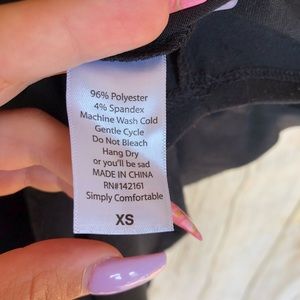 96% Polyester
4% Spandex
Machine Wash Cold
Gentle Cycle
Do Not Bleach
Hang Dry
or you'll be sad
MADE IN CHINA
RN#142161
Simply Comfortable
XS